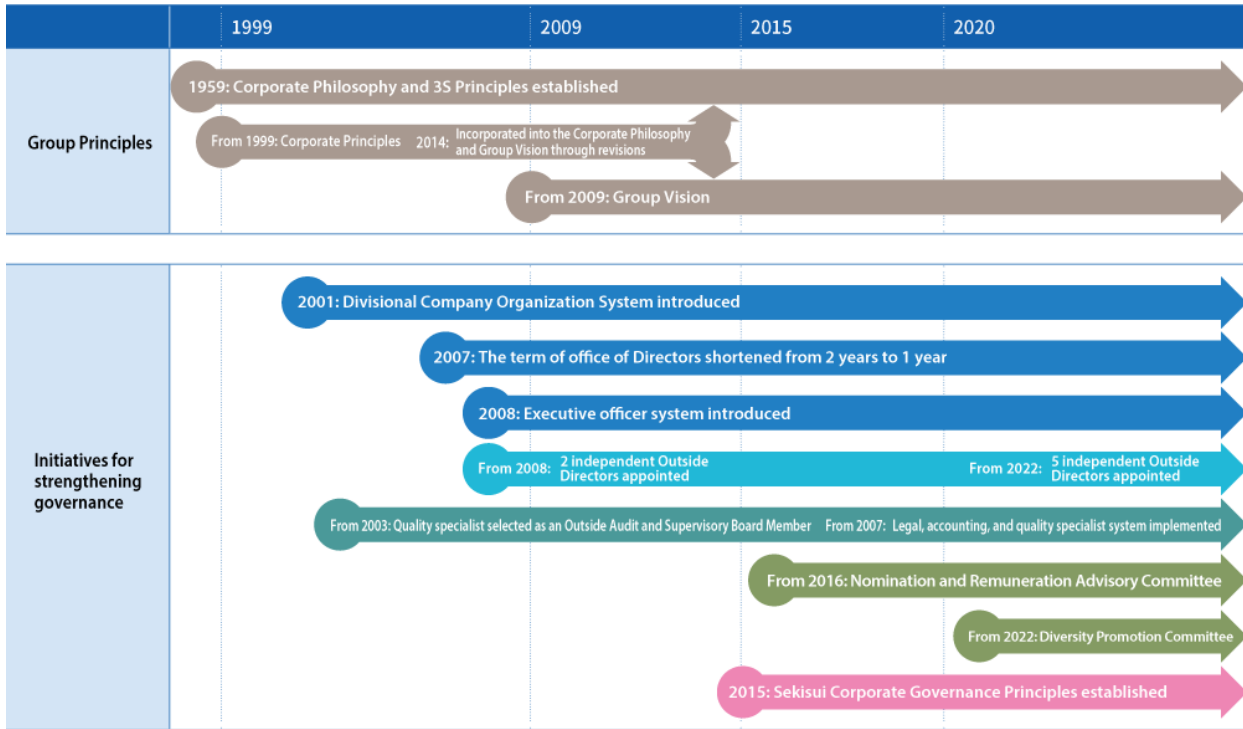 1999
2009
2015
2020
Group Principles
1959: Corporate Philosophy and 3S Principles established
From 1999: Corporate Principles
2014:
Incorporated into the Corporate Philosophy
and Group Vision through revisions
From 2009: Group Vision
Initiatives for
strengthening
governance
2001: Divisional Company Organization System introduced
2007: The term of office of Directors shortened from 2 years to 1 year
2008: Executive officer system introduced
From 2008:
2 independent Outside
Directors appointed
From 2022:
5 independent Outside
Directors appointed
From 2003: Quality specialist selected as an Outside Audit and Supervisory Board Member
From 2007: Legal, accounting, and quality specialist system implemented
From 2016: Nomination and Remuneration Advisory Committee
From 2022: Diversity Promotion Committee
2015: Sekisui Corporate Governance Principles established